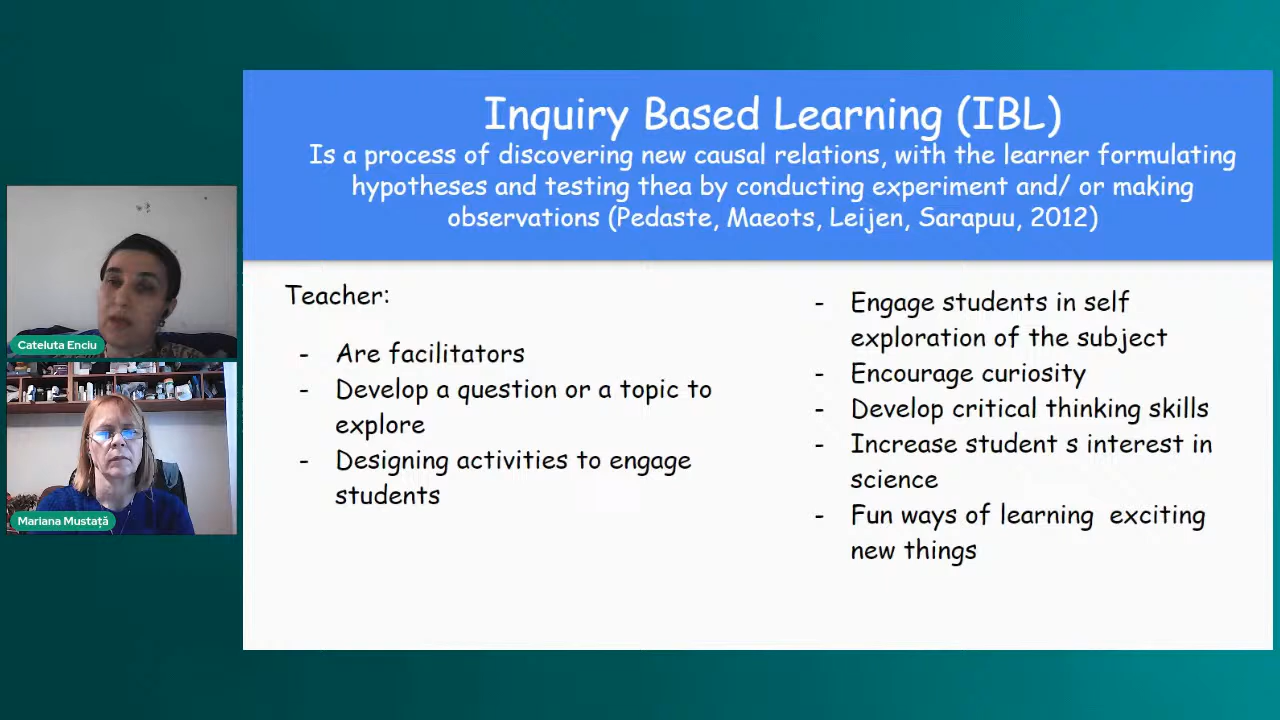 Inquiry Based Learning (IBL)
Is a process of discovering new causal relations, with the learner formulating
hypotheses and testing thea by conducting experiment and/ or making
observations (Pedaste, Maeots, Leijen, Sarapuu, 2012)
Teacher:
- Are facilitators
- Develop a question or a topic to
explore
- Designing activities to engage
students
- Engage students in self
exploration of the subject
- Encourage curiosity
- Develop critical thinking skills
- Increase student s interest in
science
- Fun ways of learning  exciting
new things
Cateluta Enciu
Mariana Mustață